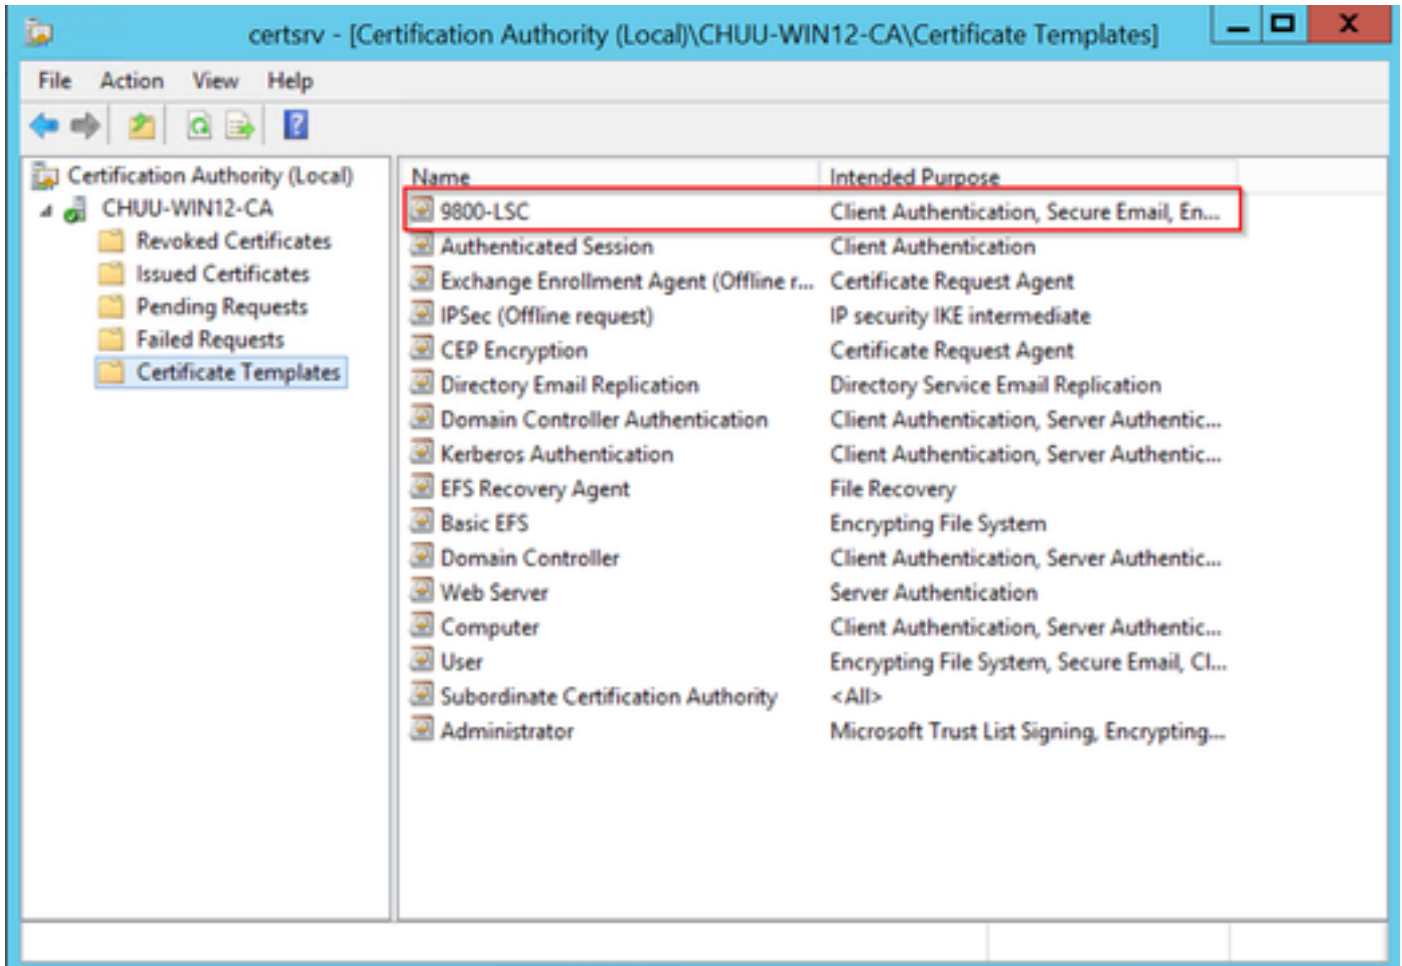 certsrv - [Certification Authority (Local)\CHUU-WIN12-CA\Certificate Templates]
File Action View Help
Certification Authority (Local)
CHUU-WIN12-CA
Revoked Certificates
Issued Certificates
Pending Requests
Failed Requests
Certificate Templates
Name Intended Purpose
9800-LSC Client Authentication, Secure Email, En...
Authenticated Session Client Authentication
Exchange Enrollment Agent (Offline r... Certificate Request Agent
IPSec (Offline request) IP security IKE intermediate
CEP Encryption Certificate Request Agent
Directory Email Replication Directory Service Email Replication
Domain Controller Authentication Client Authentication, Server Authentic...
Kerberos Authentication Client Authentication, Server Authentic...
EFS Recovery Agent File Recovery
Basic EFS Encrypting File System
Domain Controller Client Authentication, Server Authentic...
Web Server Server Authentication
Computer Client Authentication, Server Authentic...
User Encrypting File System, Secure Email, Cl...
Subordinate Certification Authority <All>
Administrator Microsoft Trust List Signing, Encrypting...